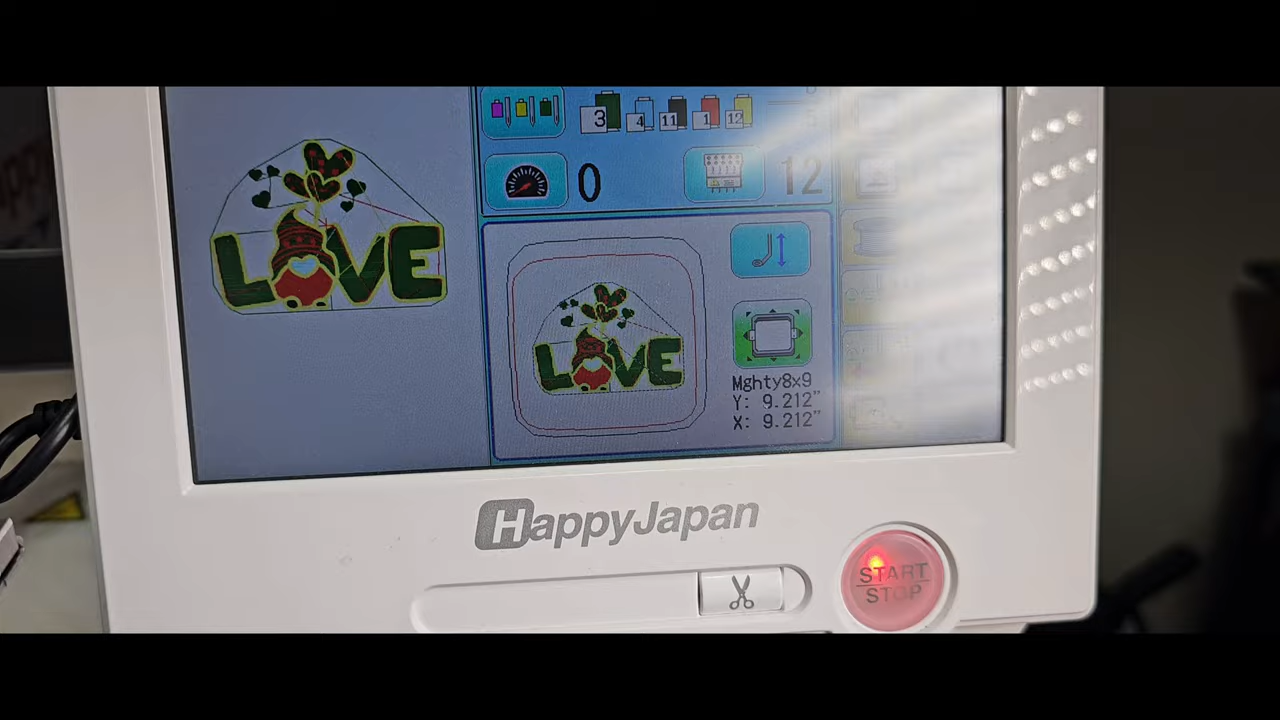 3 4 11 1 12
0 12
LOVE
LOVE
Mghty8x9
Y: 9.212"
X: 9.212"
HappyJapan
START
STOP